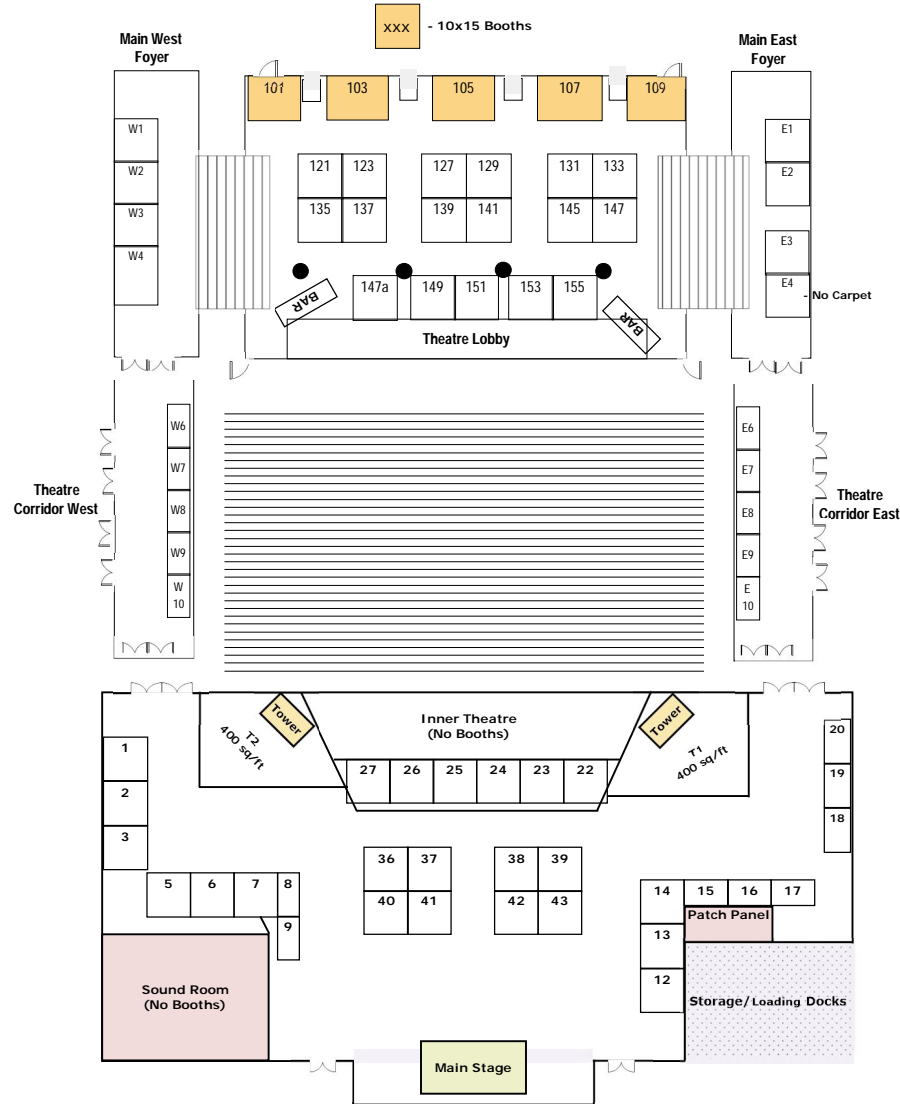 xxx - 10x15 Booths
Main West
Foyer
Main East
Foyer
101 103 105 107 109
W1
W2
W3
W4
121 123 127 129 131 133
135 137 139 141 145 147
E1
E2
E3
E4
- No Carpet
BAR
147a 149 151 153 155
BAR
Theatre Lobby
Theatre
Corridor West
W6
W7
W8
W9
W
10
E6
E7
E8
E9
E
10
Theatre
Corridor East
T2
400 sq/ft
Tower
Inner Theatre
(No Booths)
Tower
T1
400 sq/ft
27 26 25 24 23 22
1
2
3
20
19
18
5 6 7 8
9
36 37 38 39
40 41 42 43
14 15 16 17
13
12
Patch Panel
Sound Room
(No Booths)
Storage/Loading Docks
Main Stage